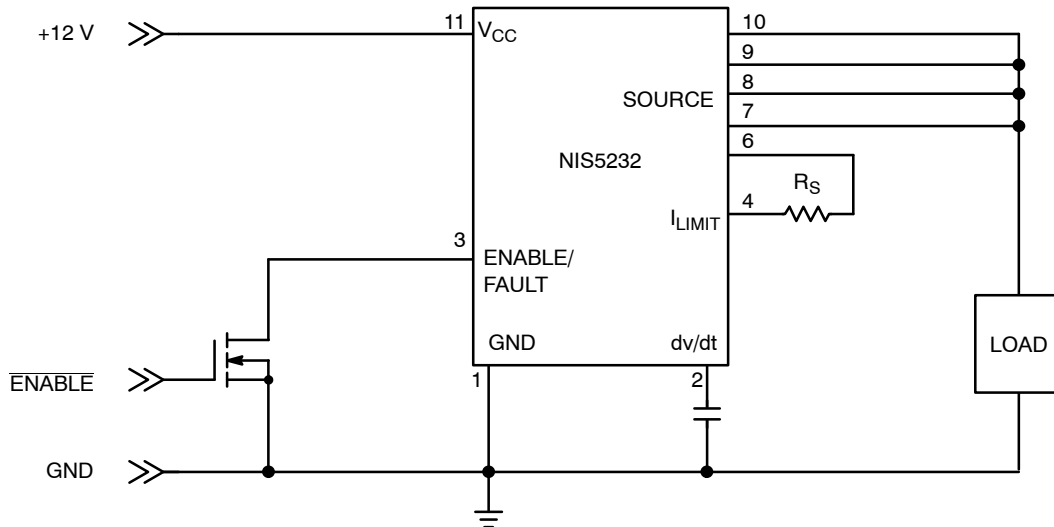 +12 V
11
V_CC
10
9
8
SOURCE
7
6
NIS5232
R_S
4
I_LIMIT
3
ENABLE/
FAULT
GND
dv/dt
LOAD
ENABLE
1
2
GND